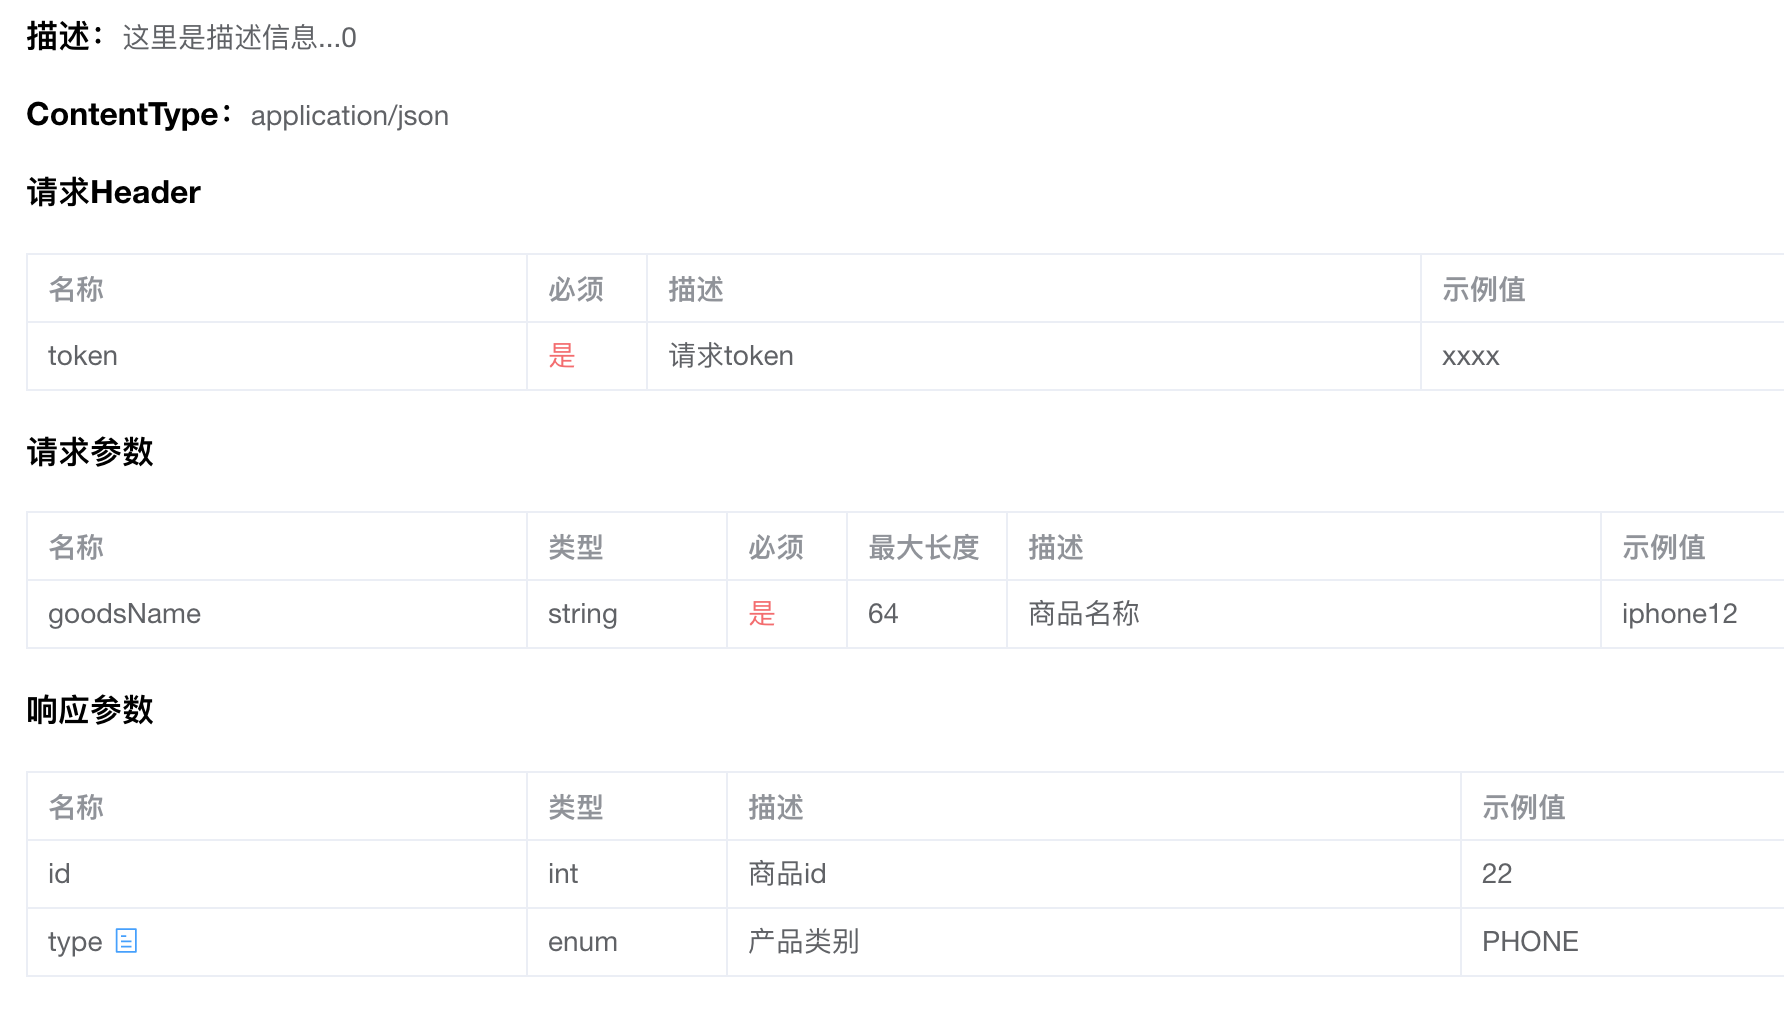 描述： 这里是描述信息...0
ContentType： application/json
请求Header
名称 必须 描述 示例值
token 是 请求token xxxx
请求参数
名称 类型 必须 最大长度 描述 示例值
goodsName string 是 64 商品名称 iphone12
响应参数
名称 类型 描述 示例值
id int 商品id 22
type enum 产品类别 PHONE